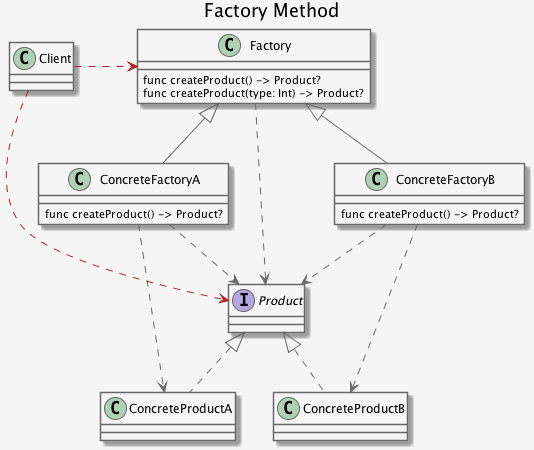 Factory Method
C Client
C Factory
func createProduct() -> Product?
func createProduct(type: Int) -> Product?
C ConcreteFactoryA
func createProduct() -> Product?
C ConcreteFactoryB
func createProduct() -> Product?
I Product
C ConcreteProductA
C ConcreteProductB